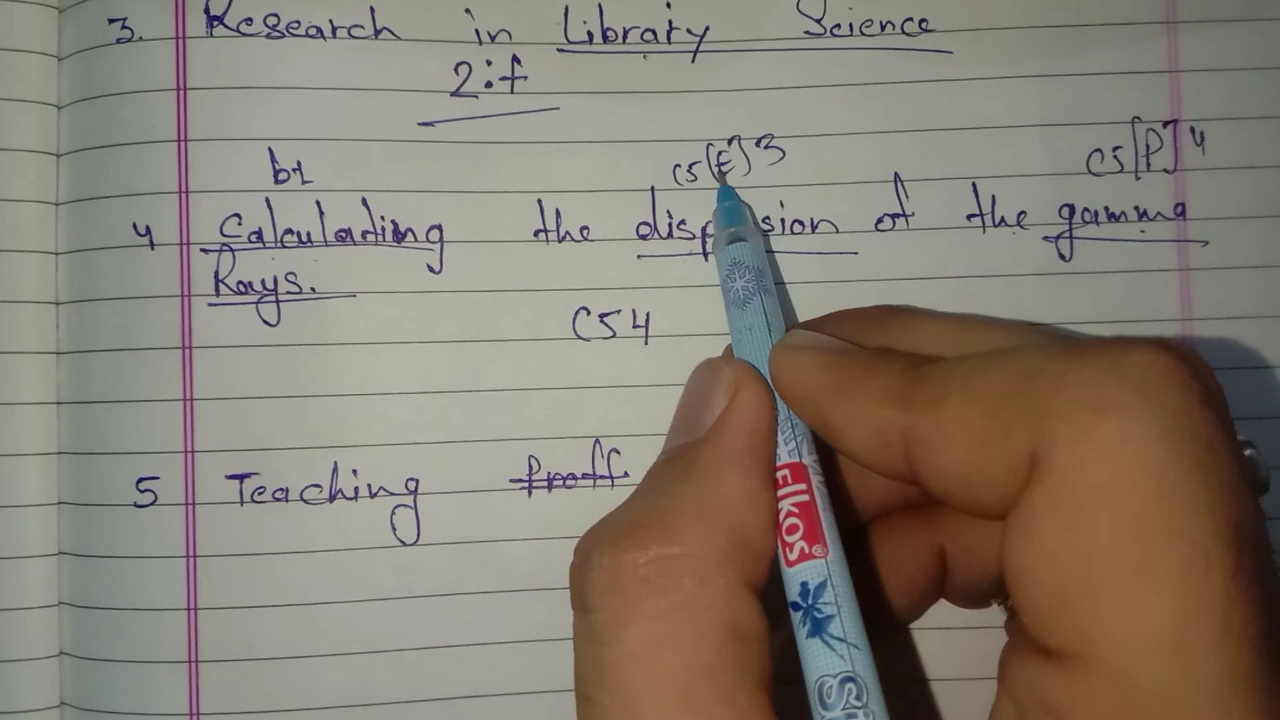 3. Research in Library Science
2:f
b1 C5[E]3 C5[P]4
4 Calculating the dispersion of the gamma
Rays.
C54
5 Teaching Proff
elkos